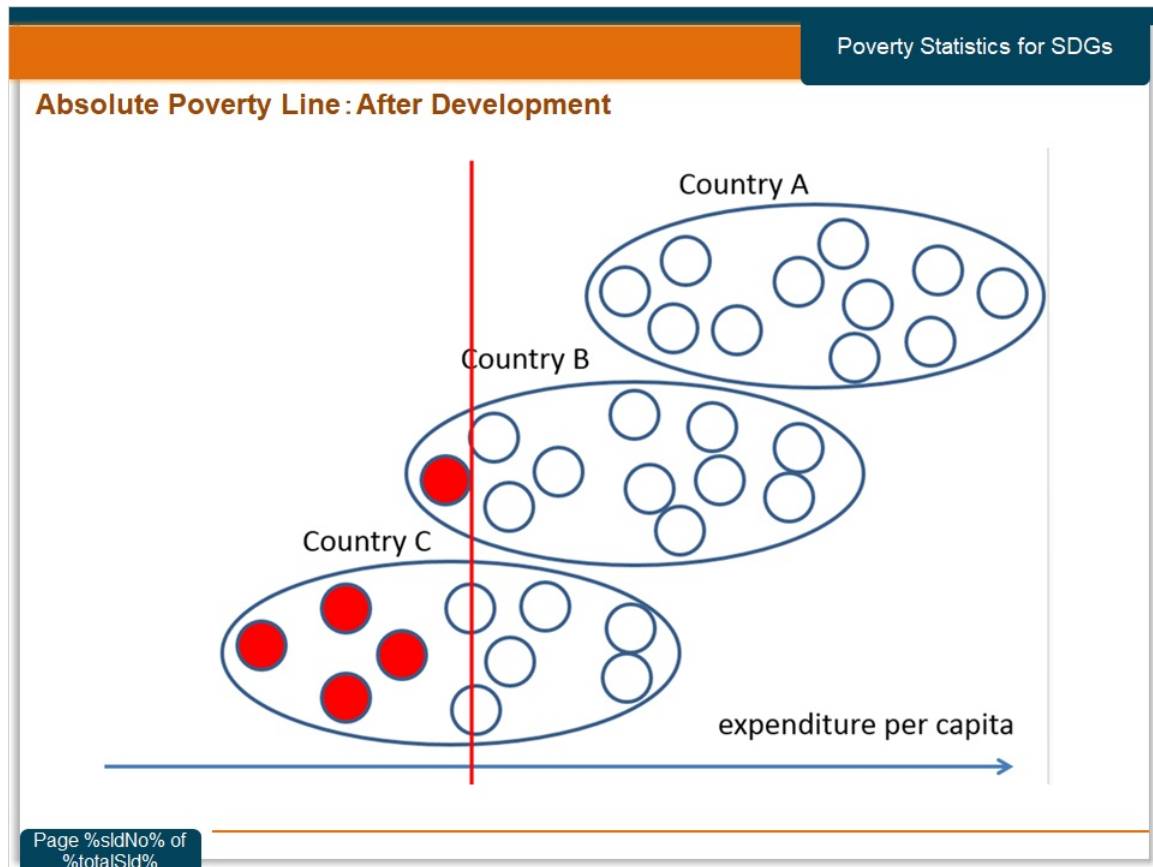 Poverty Statistics for SDGs
Absolute Poverty Line : After Development
Country A
Country B
Country C
expenditure per capita
Page %sldNo% of
%totalSld%